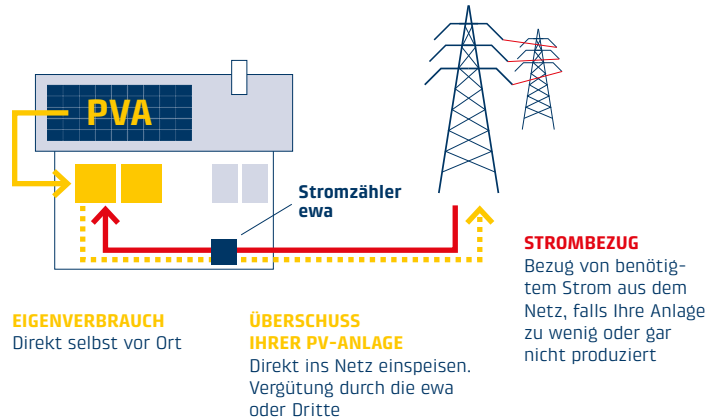 PVA
Stromzähler
ewa
EIGENVERBRAUCH
Direkt selbst vor Ort
ÜBERSCHUSS
IHRER PV-ANLAGE
Direkt ins Netz einspeisen.
Vergütung durch die ewa
oder Dritte
STROMBEZUG
Bezug von benötig-
tem Strom aus dem
Netz, falls Ihre Anlage
zu wenig oder gar
nicht produziert